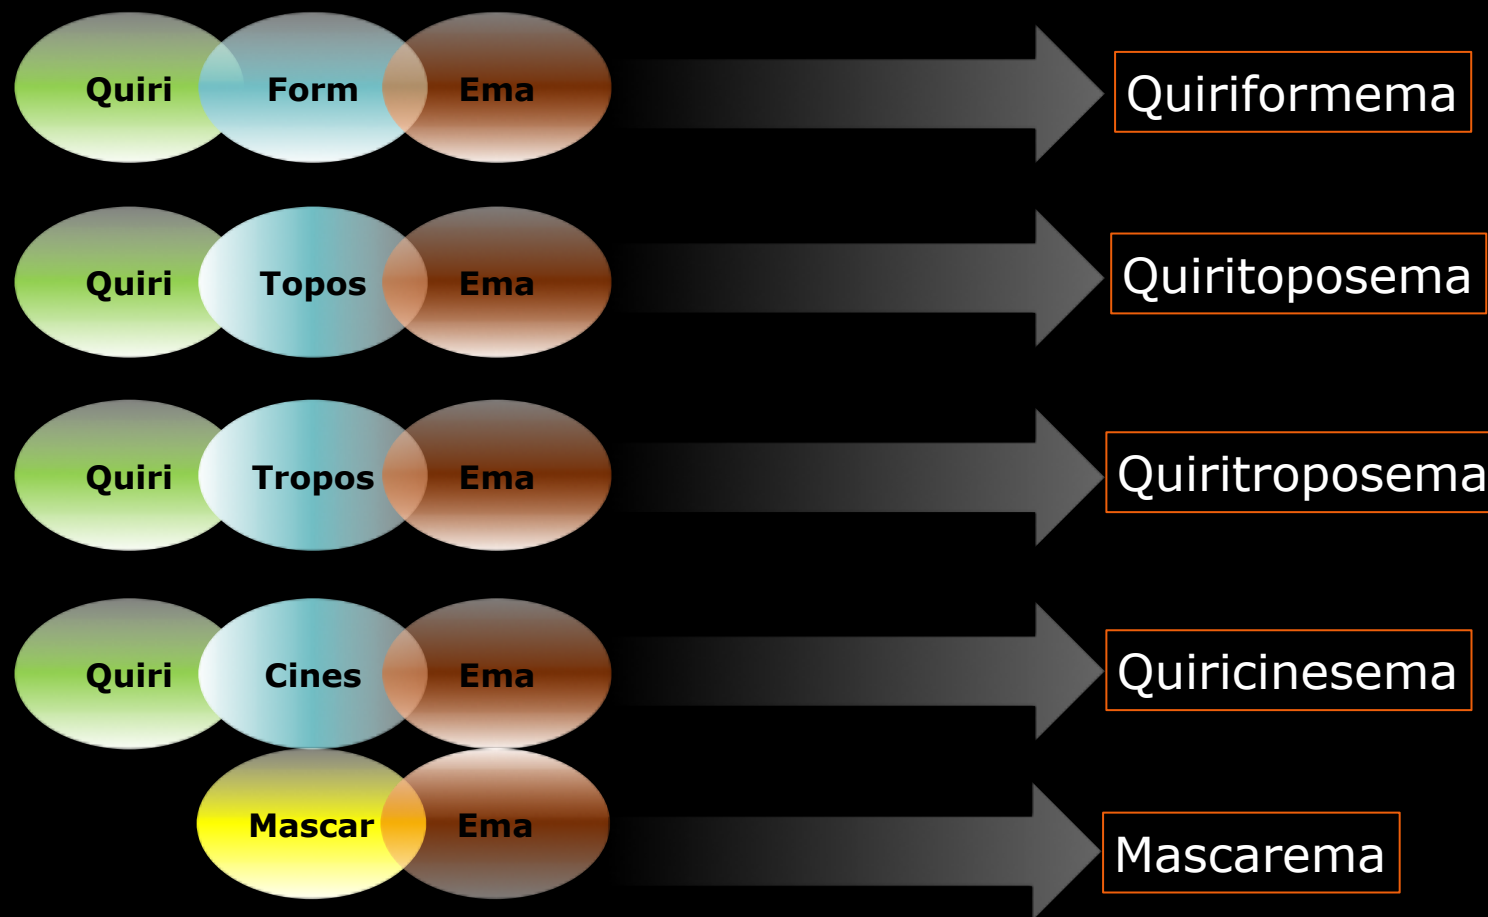 Quiri Form Ema Quiriformema
Quiri Topos Ema Quiritoposema
Quiri Tropos Ema Quiritroposema
Quiri Cines Ema Quiricinesema
Mascar Ema Mascarema